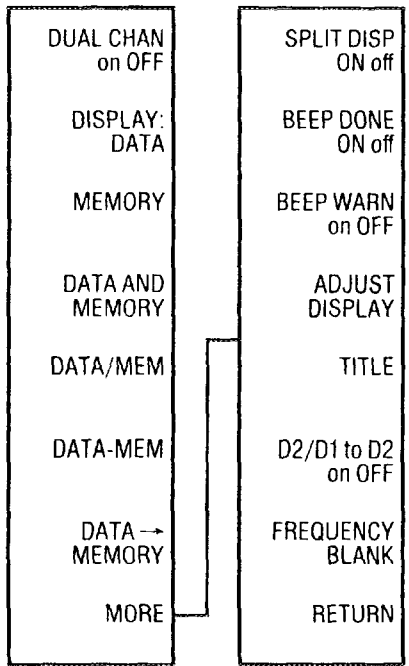 DUAL CHAN
on OFF
DISPLAY:
DATA
MEMORY
DATA AND
MEMORY
DATA/MEM
DATA-MEM
DATA →
MEMORY
MORE
SPLIT DISP
ON off
BEEP DONE
ON off
BEEP WARN
on OFF
ADJUST
DISPLAY
TITLE
D2/D1 to D2
on OFF
FREQUENCY
BLANK
RETURN